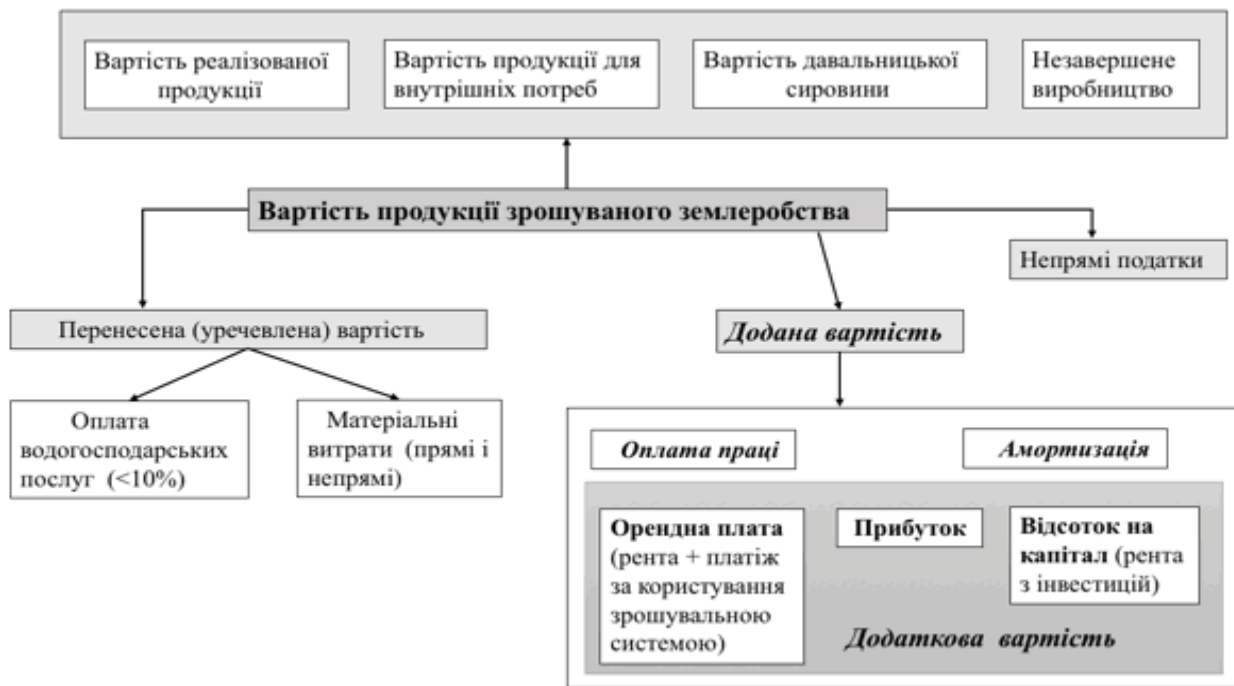 Вартість реалізованої
продукції
Вартість продукції для
внутрішніх потреб
Вартість давальницької
сировини
Незавершене
виробництво
Вартість продукції зрошуваного землеробства
Непрямі податки
Перенесена (уречевлена) вартість
Додана вартість
Оплата
водогосподарських
послуг (<10%)
Матеріальні
витрати (прямі і
непрямі)
Оплата праці
Амортизація
Орендна плата
(рента + платіж
за користування
зрошувальною
системою)
Прибуток
Відсоток на
капітал (рента
з інвестицій)
Додаткова вартість